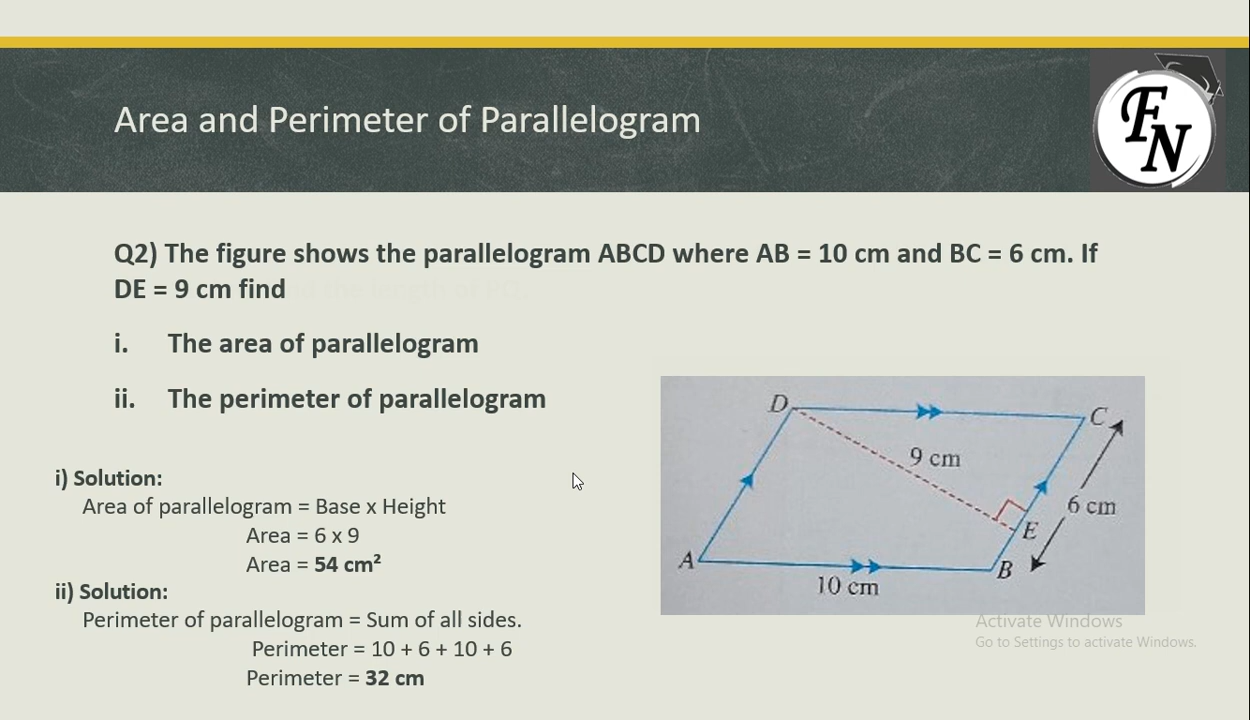 Area and Perimeter of Parallelogram
FN
Q2) The figure shows the parallelogram ABCD where AB = 10 cm and BC = 6 cm. If
DE = 9 cm find
i. The area of parallelogram
ii. The perimeter of parallelogram
i) Solution:
Area of parallelogram = Base x Height
Area = 6 x 9
Area = 54 cm²
ii) Solution:
Perimeter of parallelogram = Sum of all sides.
Perimeter = 10 + 6 + 10 + 6
Perimeter = 32 cm
D
C
9 cm
6 cm
E
A
B
10 cm
Activate Windows
Go to Settings to activate Windows.